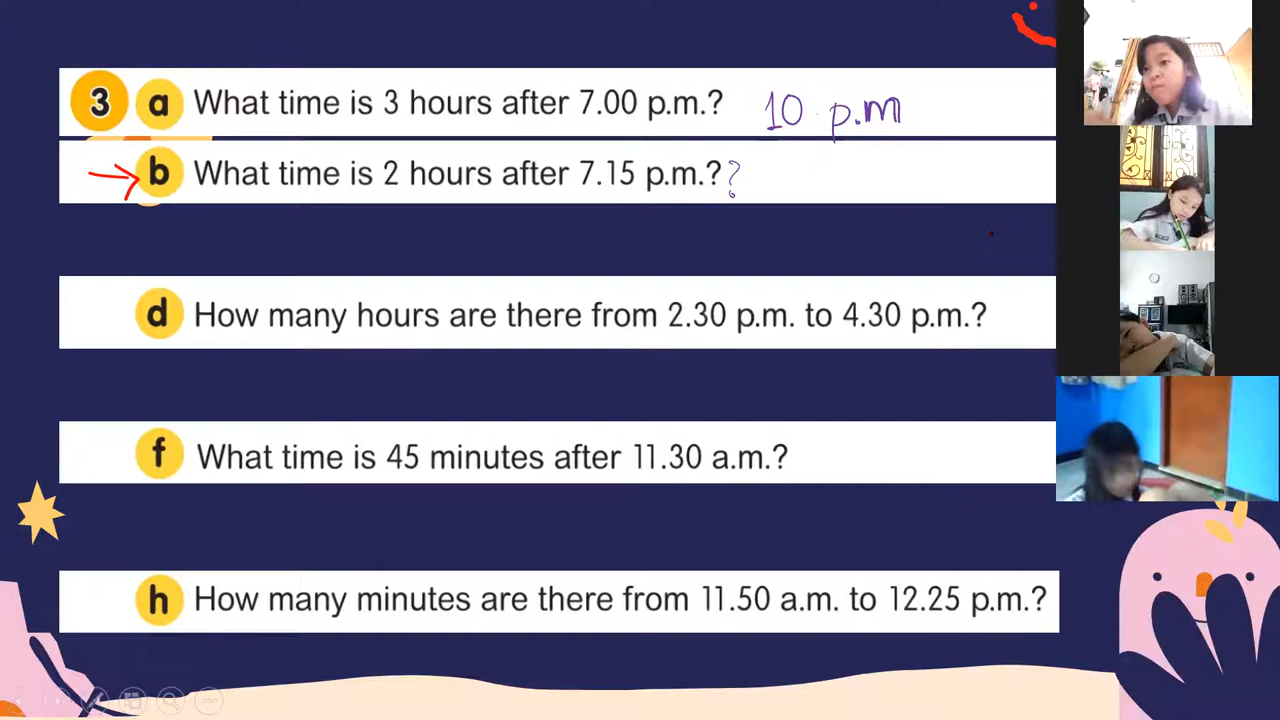 3 a What time is 3 hours after 7.00 p.m.? 10 p.m
b What time is 2 hours after 7.15 p.m.? ?
d How many hours are there from 2.30 p.m. to 4.30 p.m.?
f What time is 45 minutes after 11.30 a.m.?
h How many minutes are there from 11.50 a.m. to 12.25 p.m.?